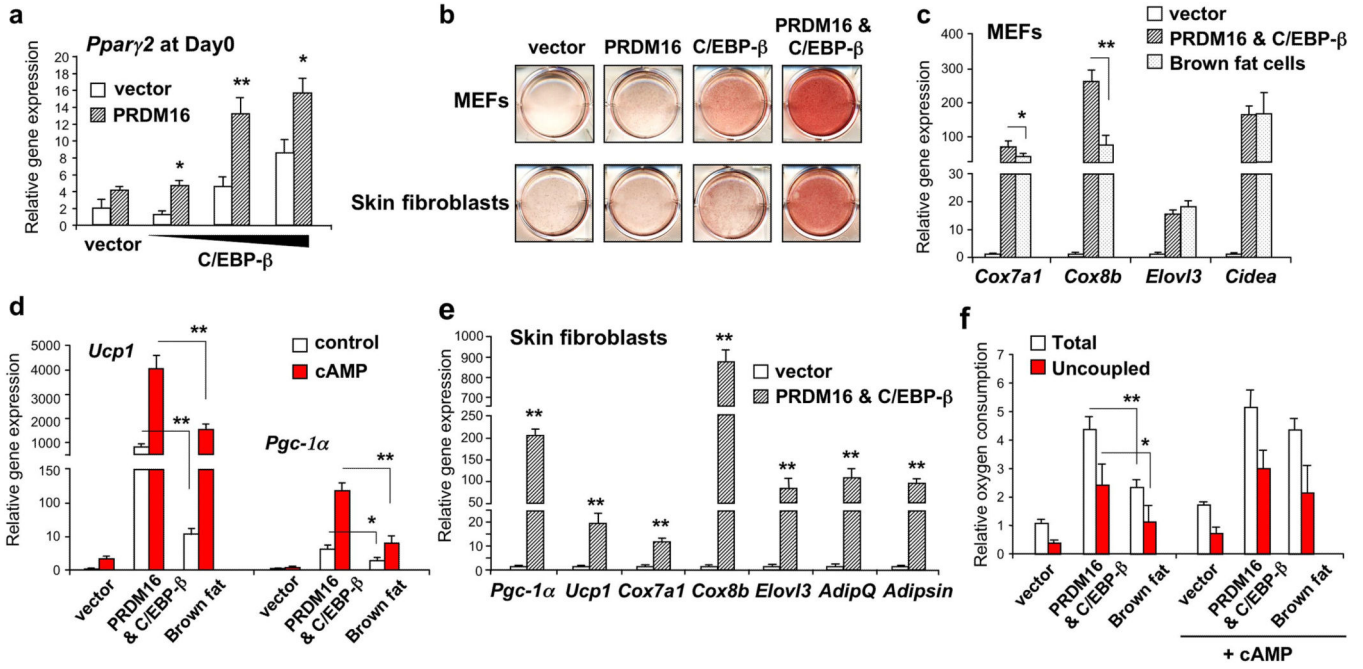 a
Pparγ2 at Day0
Relative gene expression
20
18
16
14
12
10
8
6
4
2
0
vector
PRDM16
*
**
*
vector
C/EBP-β
b
vector
PRDM16
C/EBP-β
PRDM16 &
C/EBP-β
MEFs
Skin fibroblasts
c
MEFs
vector
PRDM16 & C/EBP-β
Brown fat cells
Relative gene expression
400
300
200
100
30
20
10
0
*
**
Cox7a1
Cox8b
Elovl3
Cidea
d
Ucp1
control
cAMP
Relative gene expression
5000
4000
3000
2000
1000
150
100
50
10
0
**
**
Pgc-1α
**
*
vector
PRDM16
& C/EBP-β
Brown fat
vector
PRDM16
& C/EBP-β
Brown fat
e
Skin fibroblasts
vector
PRDM16 & C/EBP-β
Relative gene expression
1000
900
800
700
600
250
200
150
100
50
20
10
0
**
**
**
**
**
**
**
Pgc-1α
Ucp1
Cox7a1
Cox8b
Elovl3
AdipQ
Adipsin
f
Total
Uncoupled
Relative oxygen consumption
7
6
5
4
3
2
1
0
**
*
vector
PRDM16
& C/EBP-β
Brown fat
vector
PRDM16
& C/EBP-β
Brown fat
+ cAMP